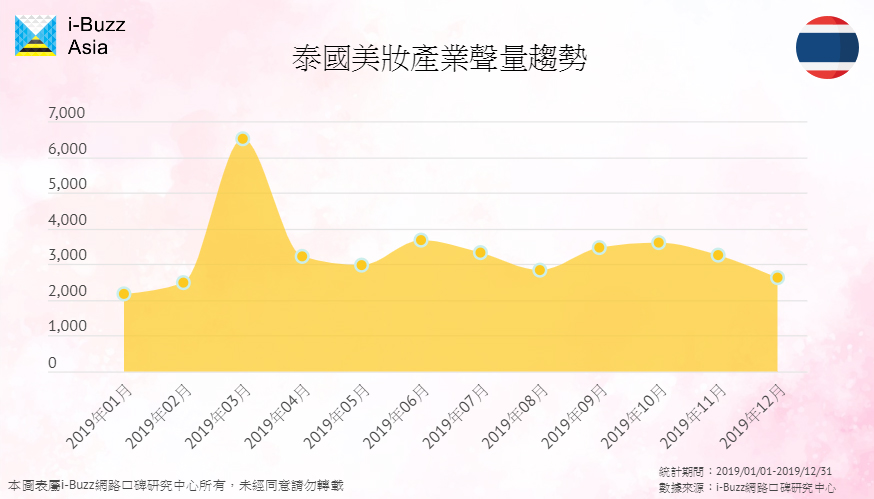 i-Buzz
Asia
泰國美妝產業聲量趨勢
7,000
6,000
5,000
4,000
3,000
2,000
1,000
0
2019年01月
2019年02月
2019年03月
2019年04月
2019年05月
2019年06月
2019年07月
2019年08月
2019年09月
2019年10月
2019年11月
2019年12月
統計期間：2019/01/01-2019/12/31
本圖表屬i-Buzz網路口碑研究中心所有，未經同意請勿轉載
數據來源：i-Buzz網路口碑研究中心